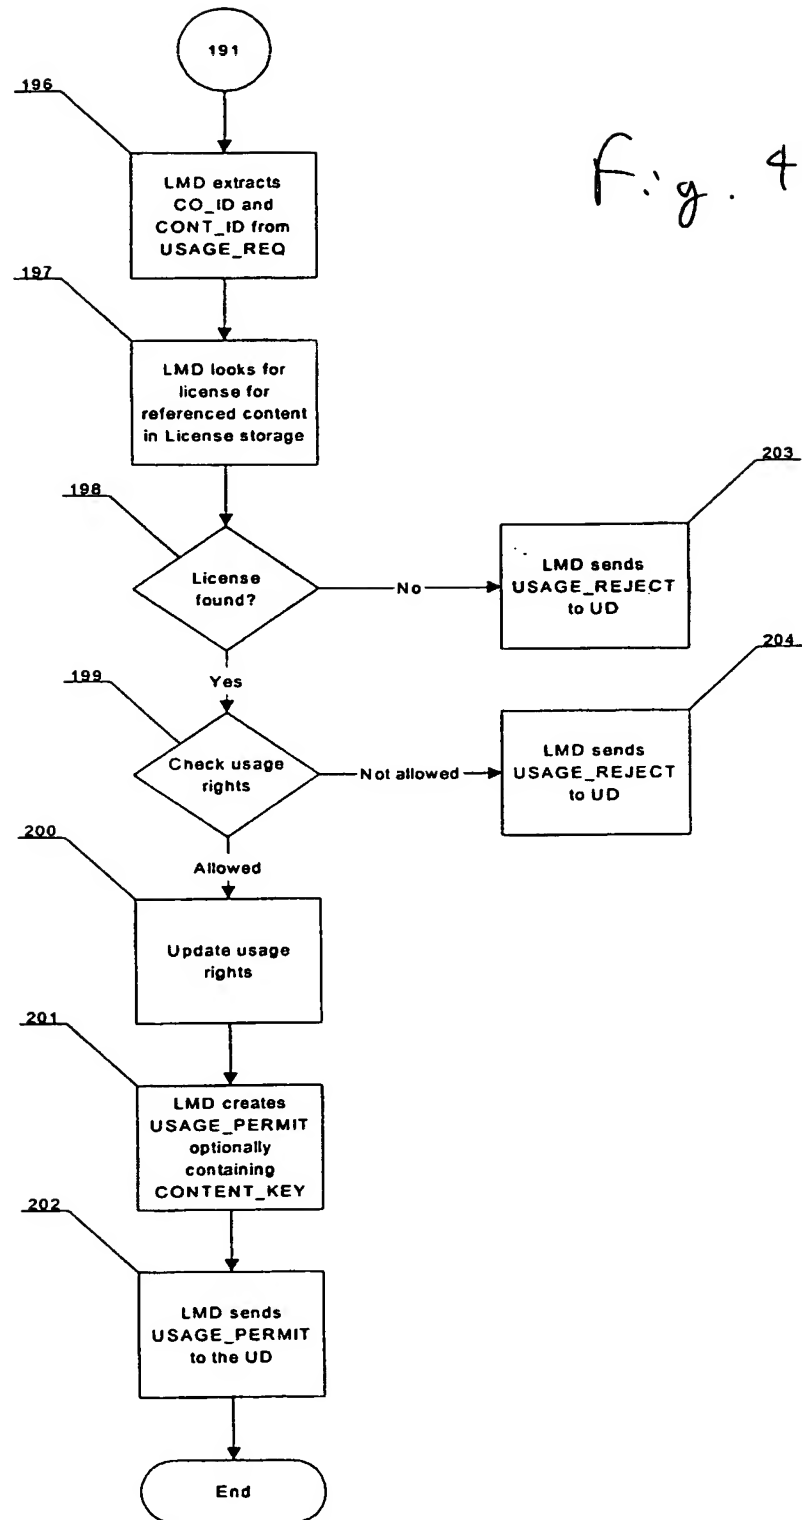 191
Fig. 4
196
LMD extracts
CO_ID and
CONT_ID from
USAGE_REQ
197
LMD looks for
license for
referenced content
in License storage
198
License
found?
No
203
LMD sends
USAGE_REJECT
to UD
Yes
199
Check usage
rights
Not allowed
204
LMD sends
USAGE_REJECT
to UD
Allowed
200
Update usage
rights
201
LMD creates
USAGE_PERMIT
optionally
containing
CONTENT_KEY
202
LMD sends
USAGE_PERMIT
to the UD
End